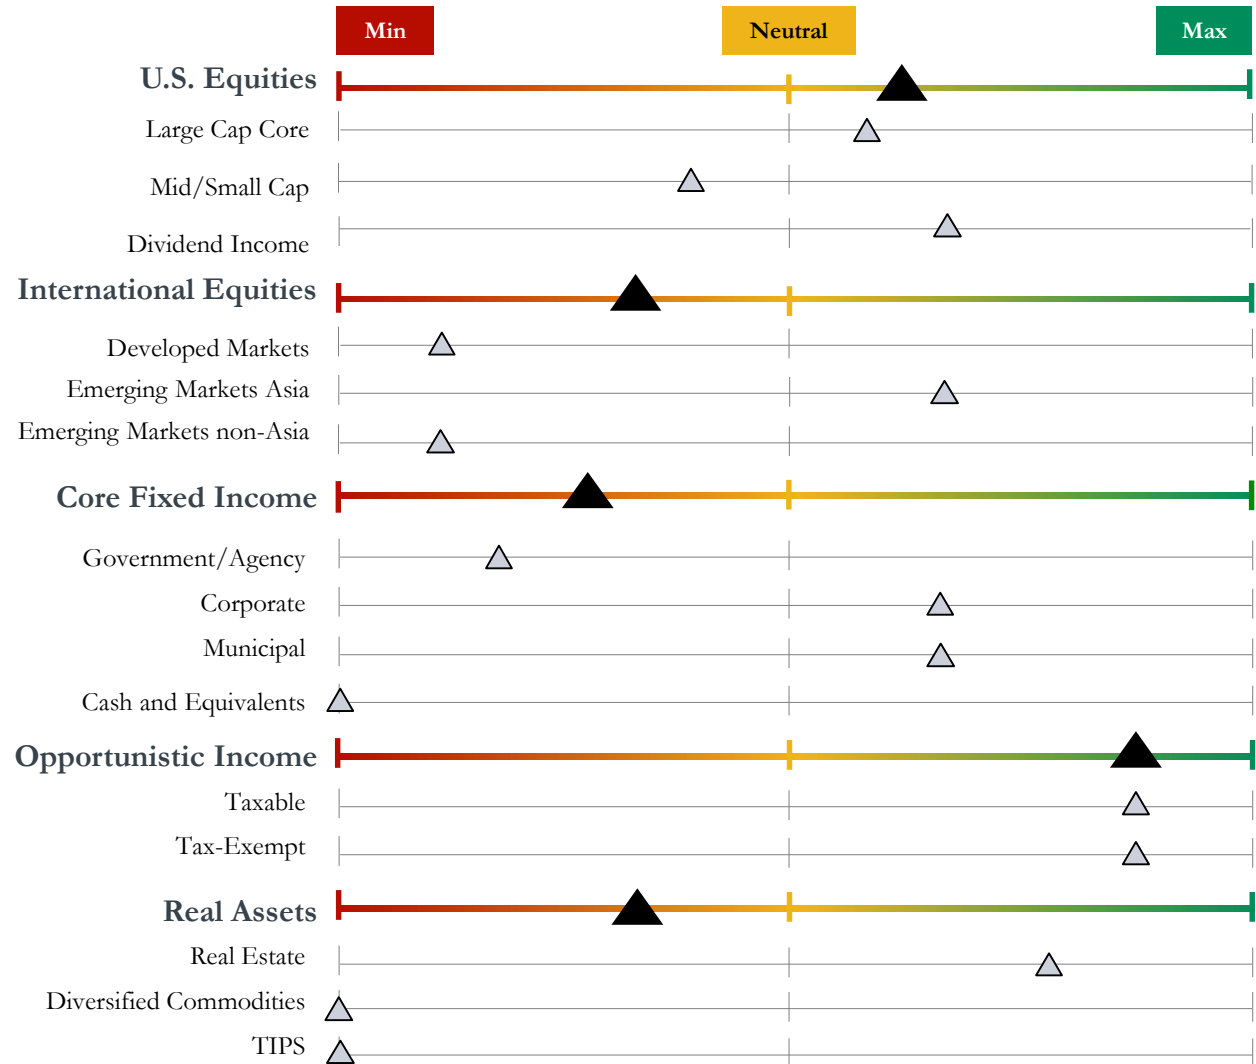 Min
Neutral
Max
U.S. Equities
Large Cap Core
Mid/Small Cap
Dividend Income
International Equities
Developed Markets
Emerging Markets Asia
Emerging Markets non-Asia
Core Fixed Income
Government/Agency
Corporate
Municipal
Cash and Equivalents
Opportunistic Income
Taxable
Tax-Exempt
Real Assets
Real Estate
Diversified Commodities
TIPS